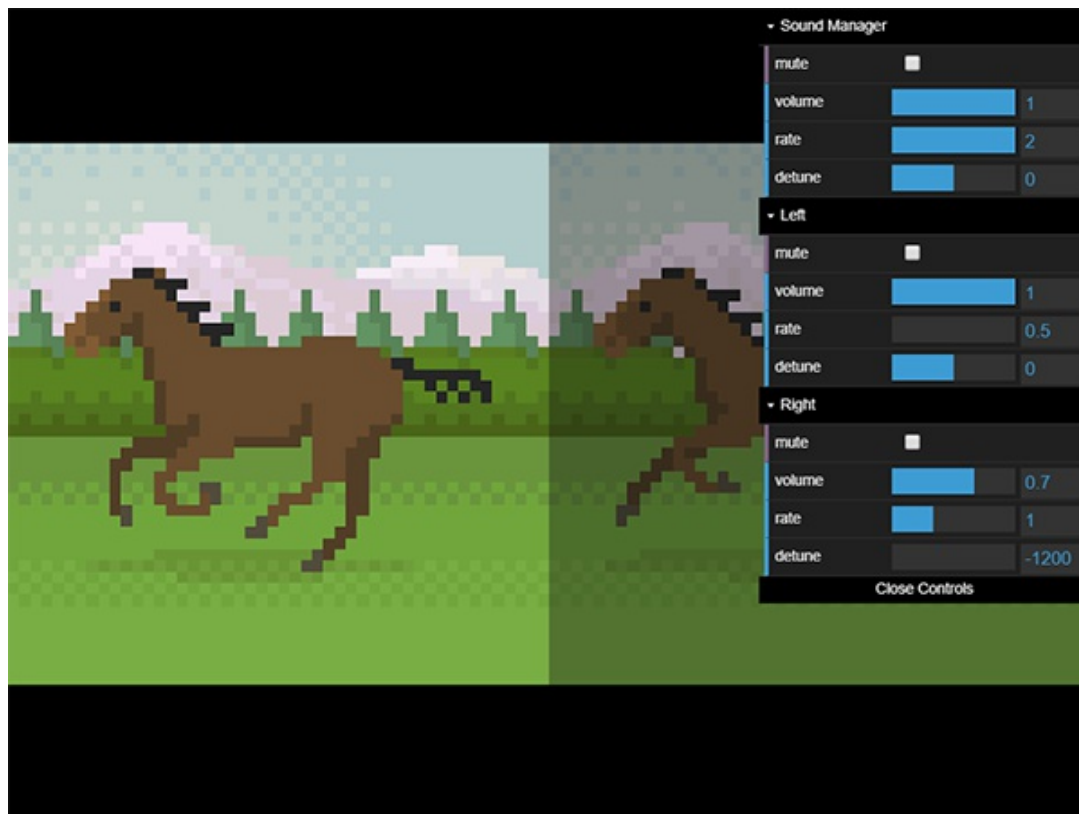 Sound Manager
mute
volume 1
rate 2
detune 0
Left
mute
volume 1
rate 0.5
detune 0
Right
mute
volume 0.7
rate 1
detune -1200
Close Controls